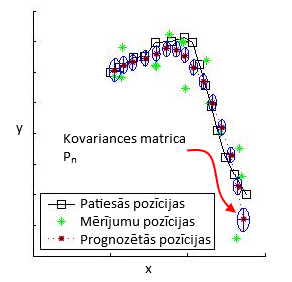 y
Kovariances matrica
Pn
Patiesās pozīcijas
Mērījumu pozīcijas
Prognozētās pozīcijas
x